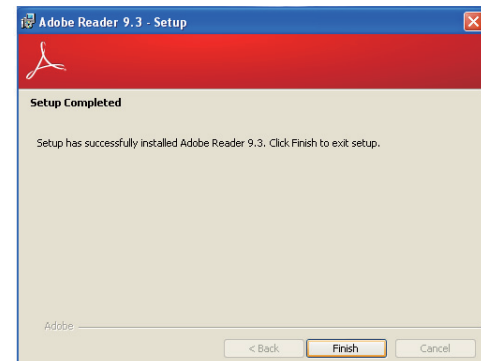 Adobe Reader 9.3 - Setup
Setup Completed
Setup has successfully installed Adobe Reader 9.3. Click Finish to exit setup.
Adobe
< Back Finish Cancel